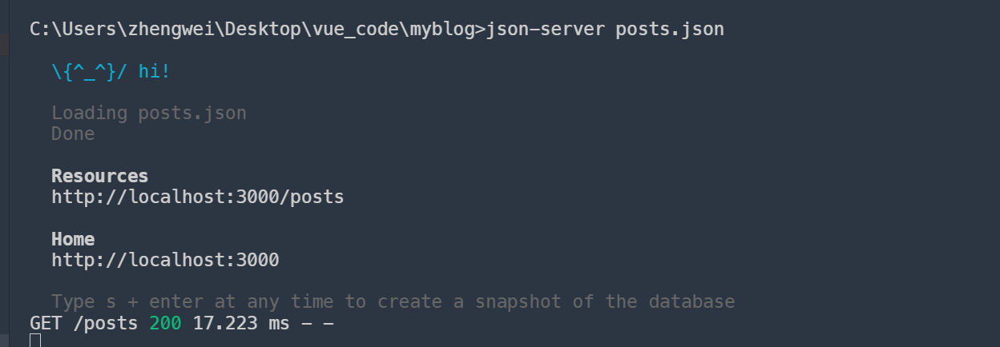 C:\Users\zhengwei\Desktop\vue_code\myblog>json-server posts.json
\{^_^}/ hi!
Loading posts.json
Done
Resources
http://localhost:3000/posts
Home
http://localhost:3000
Type s + enter at any time to create a snapshot of the database
GET /posts 200 17.223 ms - -